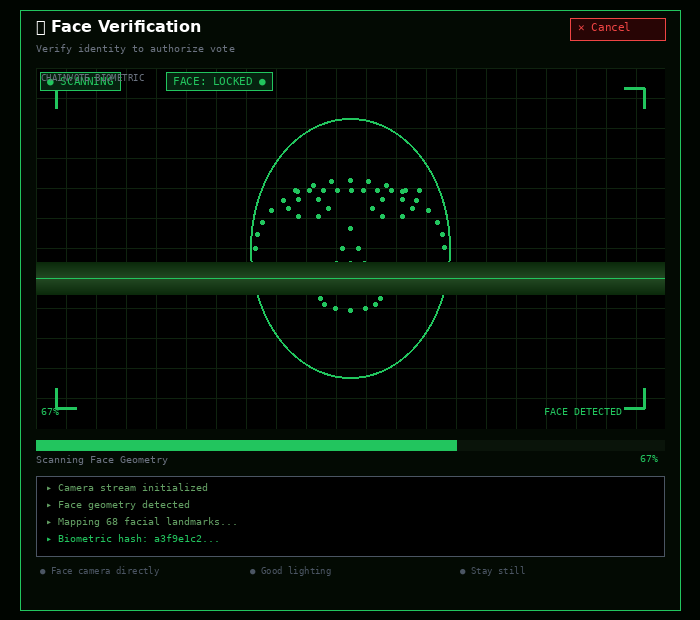 Face Verification
× Cancel
Verify identity to authorize vote
CHAINVOTE BIOMETRIC
● SCANNING
FACE: LOCKED ●
67%
FACE DETECTED
Scanning Face Geometry
67%
▸ Camera stream initialized
▸ Face geometry detected
▸ Mapping 68 facial landmarks...
▸ Biometric hash: a3f9e1c2...
● Face camera directly
● Good lighting
● Stay still